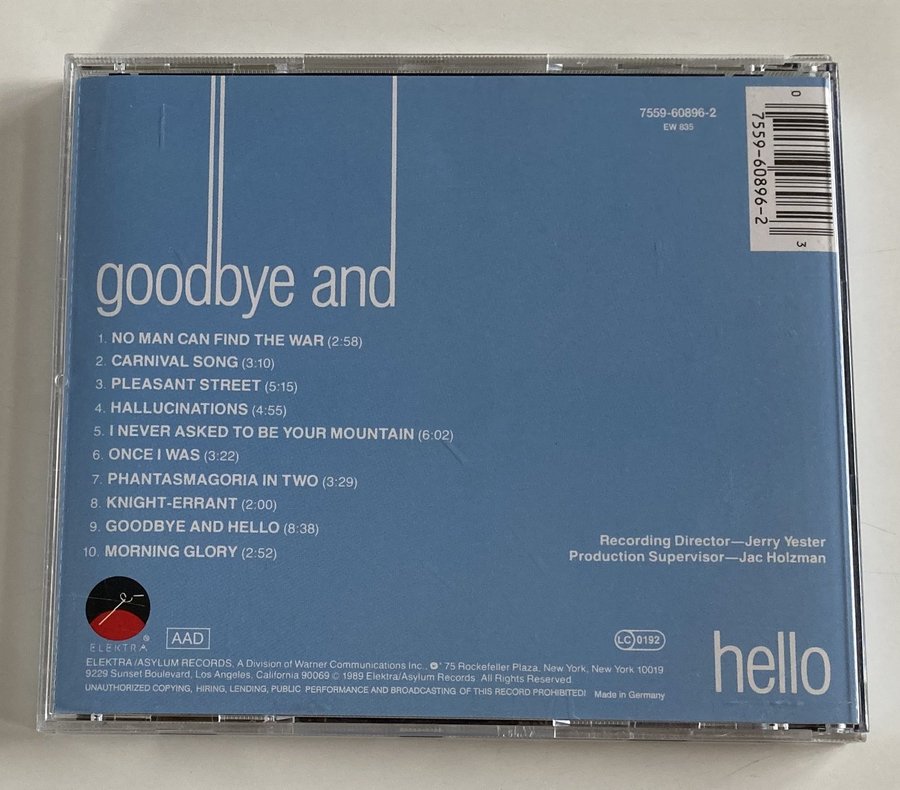 7559-60896-2
EW 835
0
7559-60896-2
3
goodbye and
1. NO MAN CAN FIND THE WAR (2:58)
2. CARNIVAL SONG (3:10)
3. PLEASANT STREET (5:15)
4. HALLUCINATIONS (4:55)
5. I NEVER ASKED TO BE YOUR MOUNTAIN (6:02)
6. ONCE I WAS (3:22)
7. PHANTASMAGORIA IN TWO (3:29)
8. KNIGHT-ERRANT (2:00)
9. GOODBYE AND HELLO (8:38)
10. MORNING GLORY (2:52)
Recording Director—Jerry Yester
Production Supervisor—Jac Holzman
ELEKTRA ®
AAD
LC 0192
hello
ELEKTRA/ASYLUM RECORDS, A Division of Warner Communications Inc., 75 Rockefeller Plaza, New York, New York 10019
9229 Sunset Boulevard, Los Angeles, California 90069 © 1989 Elektra/Asylum Records All Rights Reserved.
UNAUTHORIZED COPYING, HIRING, LENDING, PUBLIC PERFORMANCE AND BROADCASTING OF THIS RECORD PROHIBITED! Made in Germany